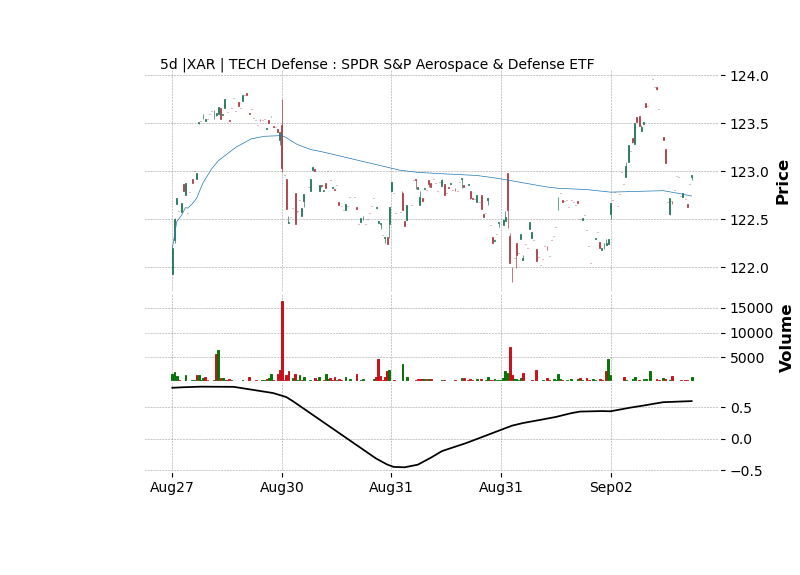 5d |XAR | TECH Defense : SPDR S&P Aerospace & Defense ETF
124.0
123.5
123.0
122.5
122.0
Price
15000
10000
5000
Volume
0.5
0.0
−0.5
Aug27
Aug30
Aug31
Aug31
Sep02